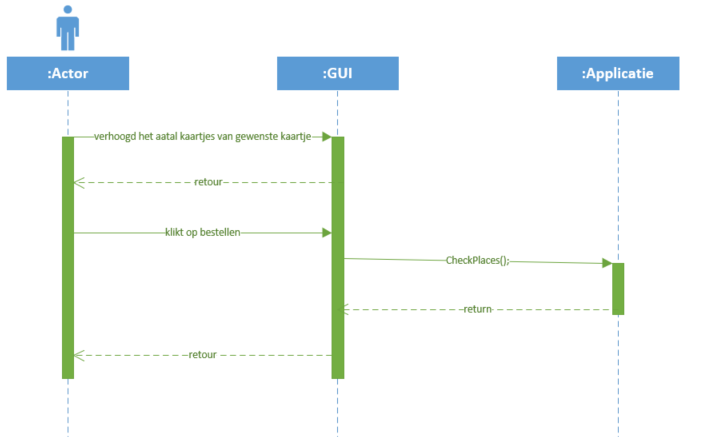 :Actor
:GUI
:Applicatie
verhoogd het aatal kaartjes van gewenste kaartje
retour
klikt op bestellen
CheckPlaces();
return
retour